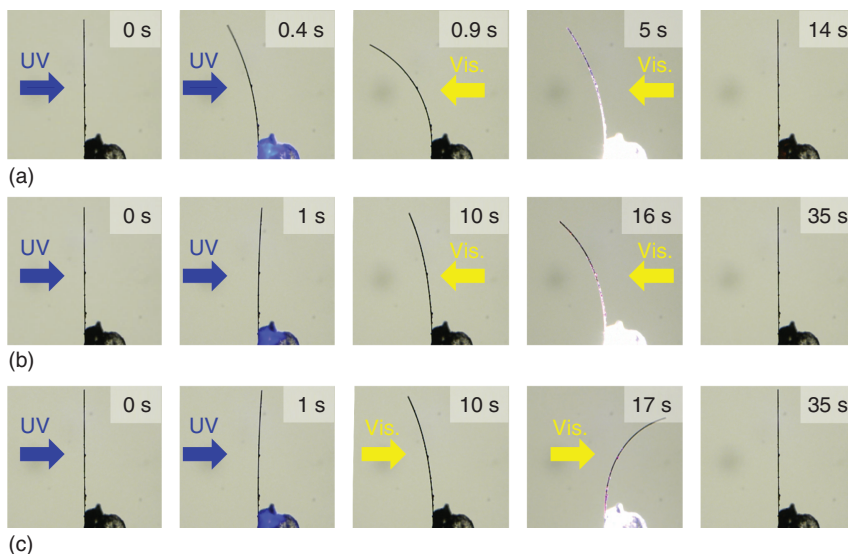 0 s 0.4 s 0.9 s 5 s 14 s
UV UV Vis. Vis.
(a)
0 s 1 s 10 s 16 s 35 s
UV UV Vis. Vis.
(b)
0 s 1 s 10 s 17 s 35 s
UV UV Vis. Vis.
(c)